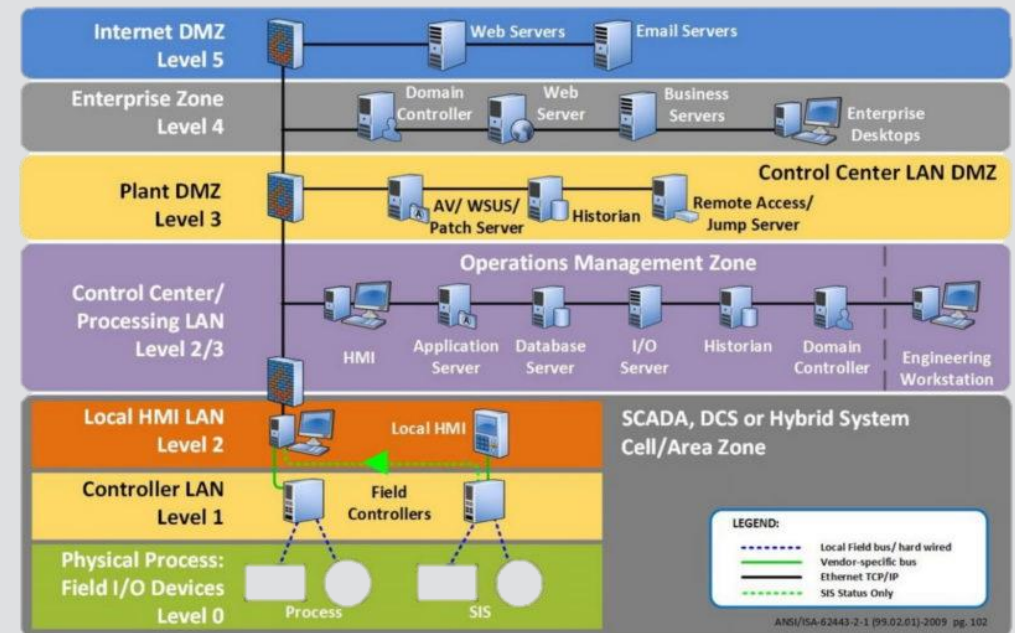 Internet DMZ
Level 5
Web Servers
Email Servers
Enterprise Zone
Level 4
Domain
Controller
Web
Server
Business
Servers
Enterprise
Desktops
Plant DMZ
Level 3
Control Center LAN DMZ
AV/ WSUS/
Patch Server
Historian
Remote Access/
Jump Server
Control Center/
Processing LAN
Level 2/3
Operations Management Zone
HMI
Application
Server
Database
Server
I/O
Server
Historian
Domain
Controller
Engineering
Workstation
Local HMI LAN
Level 2
Local HMI
SCADA, DCS or Hybrid System
Cell/Area Zone
Controller LAN
Level 1
Field
Controllers
Physical Process:
Field I/O Devices
Level 0
Process
SIS
LEGEND:
Local Field bus/ hard wired
Vendor-specific bus
Ethernet TCP/IP
SIS Status Only
ANSI/ISA-62443-2-1 (99.02.01)-2009 pg. 102